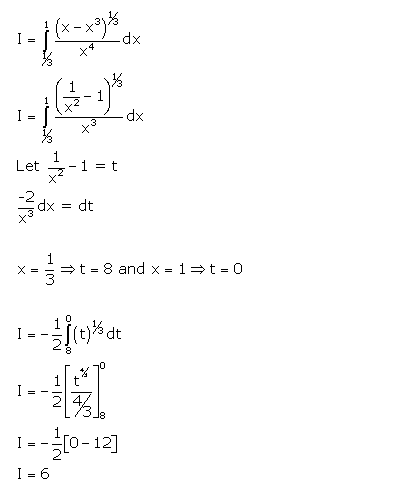 I = ∫_{1/3}^{1} (x − x³)^{1/3} / x⁴ dx
I = ∫_{1/3}^{1} (1/x² − 1)^{1/3} / x³ dx
Let 1/x² − 1 = t
-2/x³ dx = dt
x = 1/3 ⇒ t = 8 and x = 1 ⇒ t = 0
I = − 1/2 ∫_{8}^{0} (t)^{1/3} dt
I = − 1/2 [t^{4/3} / (4/3)]_{8}^{0}
I = − 1/2 [0 − 12]
I = 6